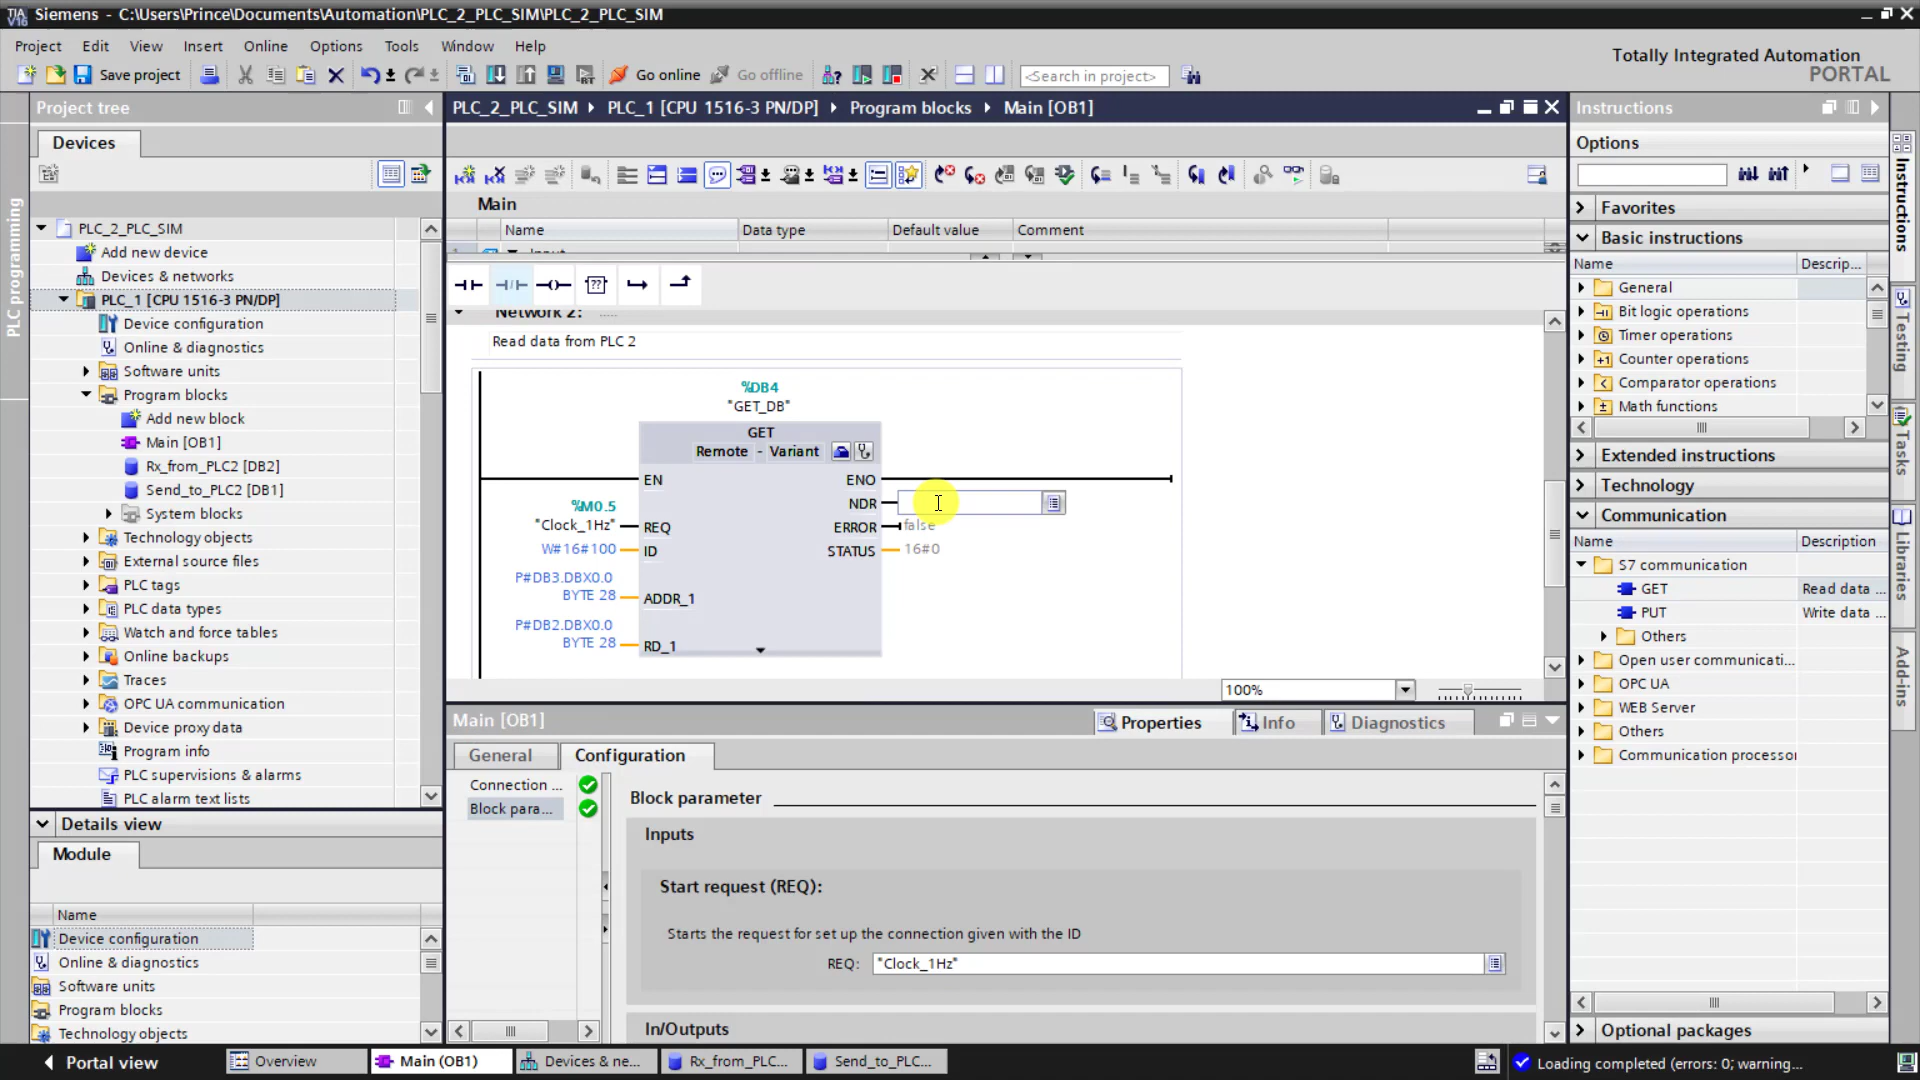 TIA V16 Siemens - C:\Users\Prince\Documents\Automation\PLC_2_PLC_SIM\PLC_2_PLC_SIM
Project Edit View Insert Online Options Tools Window Help
Totally Integrated Automation
PORTAL
Save project
Go online
Go offline
<Search in project>
Project tree
PLC_2_PLC_SIM PLC_1 [CPU 1516-3 PN/DP] Program blocks Main [OB1]
Instructions
Devices
Options
PLC programming
PLC_2_PLC_SIM
Add new device
Devices & networks
PLC_1 [CPU 1516-3 PN/DP]
Device configuration
Online & diagnostics
Software units
Program blocks
Add new block
Main [OB1]
Rx_from_PLC2 [DB2]
Send_to_PLC2 [DB1]
System blocks
Technology objects
External source files
PLC tags
PLC data types
Watch and force tables
Online backups
Traces
OPC UA communication
Device proxy data
Program info
PLC supervisions & alarms
PLC alarm text lists
Details view
Module
Name
Device configuration
Online & diagnostics
Software units
Program blocks
Technology objects
Main
Name Data type Default value Comment
Network 2: .....
Read data from PLC 2
%DB4
"GET_DB"
GET
Remote - Variant
EN ENO
%M0.5
"Clock_1Hz" REQ
NDR
ERROR false
W#16#100 ID
STATUS 16#0
P#DB3.DBX0.0
BYTE 28 ADDR_1
P#DB2.DBX0.0
BYTE 28 RD_1
100%
Main [OB1]
Properties Info Diagnostics
General Configuration
Connection ...
Block para...
Block parameter
Inputs
Start request (REQ):
Starts the request for set up the connection given with the ID
REQ: "Clock_1Hz"
In/Outputs
Favorites
Basic instructions
Name Descrip...
General
Bit logic operations
Timer operations
Counter operations
Comparator operations
Math functions
Extended instructions
Technology
Communication
Name Description
S7 communication
GET Read data ...
PUT Write data ...
Others
Open user communicati...
OPC UA
WEB Server
Others
Communication processor
Optional packages
Instructions
Testing
Tasks
Libraries
Add-ins
Portal view
Overview
Main (OB1)
Devices & ne...
Rx_from_PLC...
Send_to_PLC...
Loading completed (errors: 0; warning...